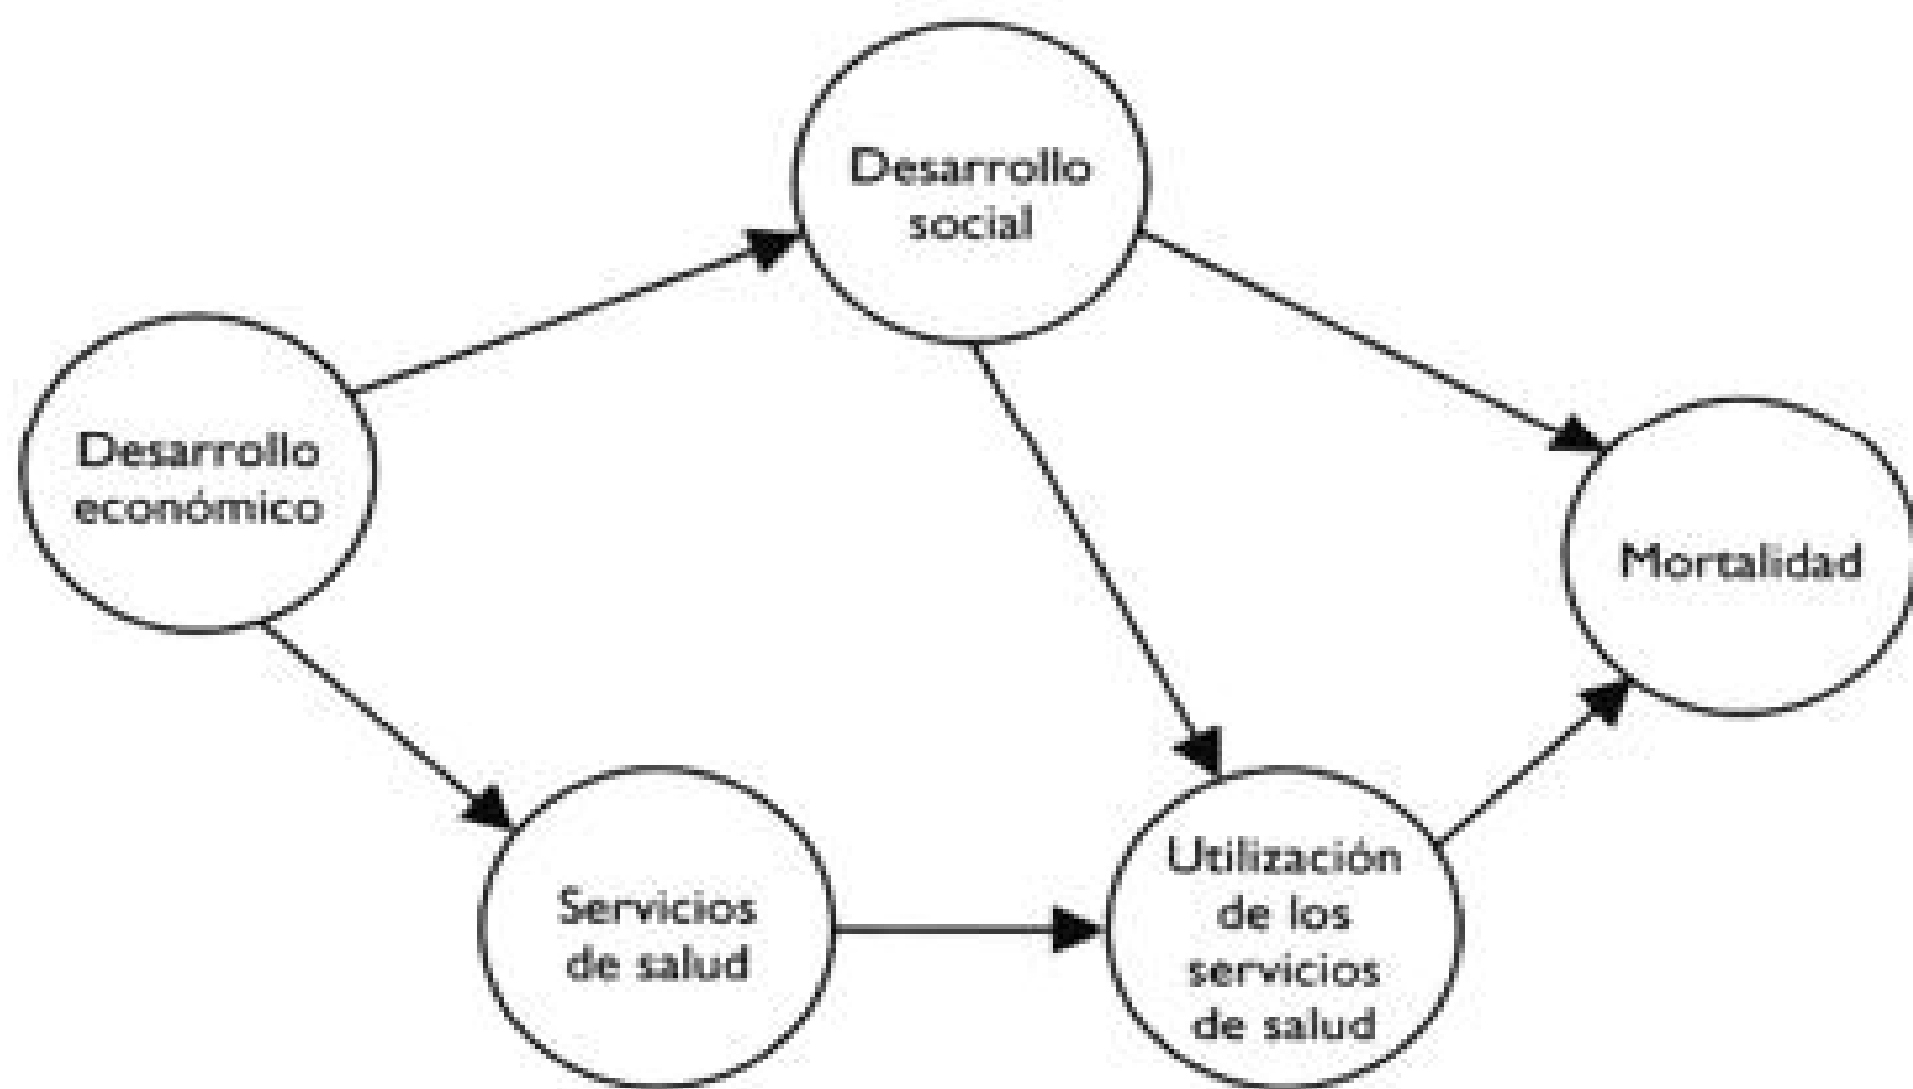 Desarrollo
social
Desarrollo
económico
Mortalidad
Servicios
de salud
Utilización
de los
servicios
de salud